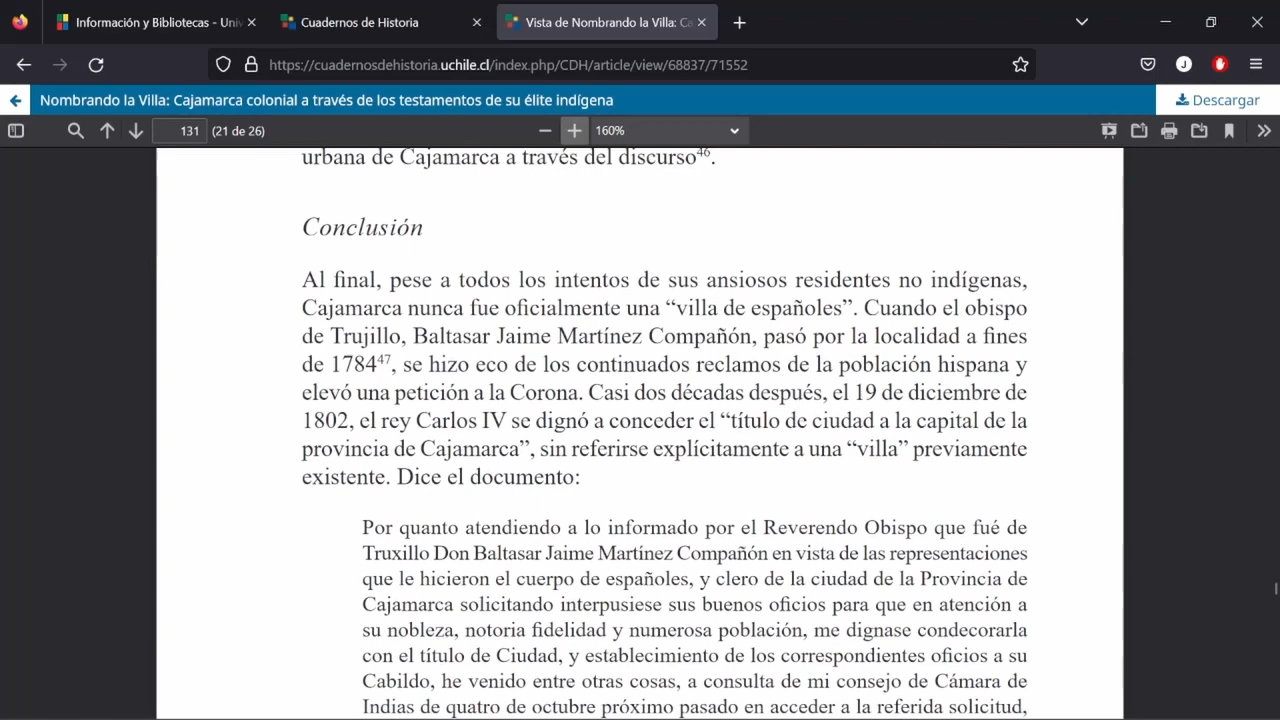 Información y Bibliotecas - Univ
Cuadernos de Historia
Vista de Nombrando la Villa: Ca
https://cuadernosdehistoria.uchile.cl/index.php/CDH/article/view/68837/71552
J
Nombrando la Villa: Cajamarca colonial a través de los testamentos de su élite indígena
Descargar
131 (21 de 26)
160%
urbana de Cajamarca a través del discurso46.
Conclusión
Al final, pese a todos los intentos de sus ansiosos residentes no indígenas,
Cajamarca nunca fue oficialmente una “villa de españoles”. Cuando el obispo
de Trujillo, Baltasar Jaime Martínez Compañón, pasó por la localidad a fines
de 178447, se hizo eco de los continuados reclamos de la población hispana y
elevó una petición a la Corona. Casi dos décadas después, el 19 de diciembre de
1802, el rey Carlos IV se dignó a conceder el “título de ciudad a la capital de la
provincia de Cajamarca”, sin referirse explícitamente a una “villa” previamente
existente. Dice el documento:
Por quanto atendiendo a lo informado por el Reverendo Obispo que fué de
Truxillo Don Baltasar Jaime Martínez Compañón en vista de las representaciones
que le hicieron el cuerpo de españoles, y clero de la ciudad de la Provincia de
Cajamarca solicitando interpusiese sus buenos oficios para que en atención a
su nobleza, notoria fidelidad y numerosa población, me dignase condecorarla
con el título de Ciudad, y establecimiento de los correspondientes oficios a su
Cabildo, he venido entre otras cosas, a consulta de mi consejo de Cámara de
Indias de quatro de octubre próximo pasado en acceder a la referida solicitud,